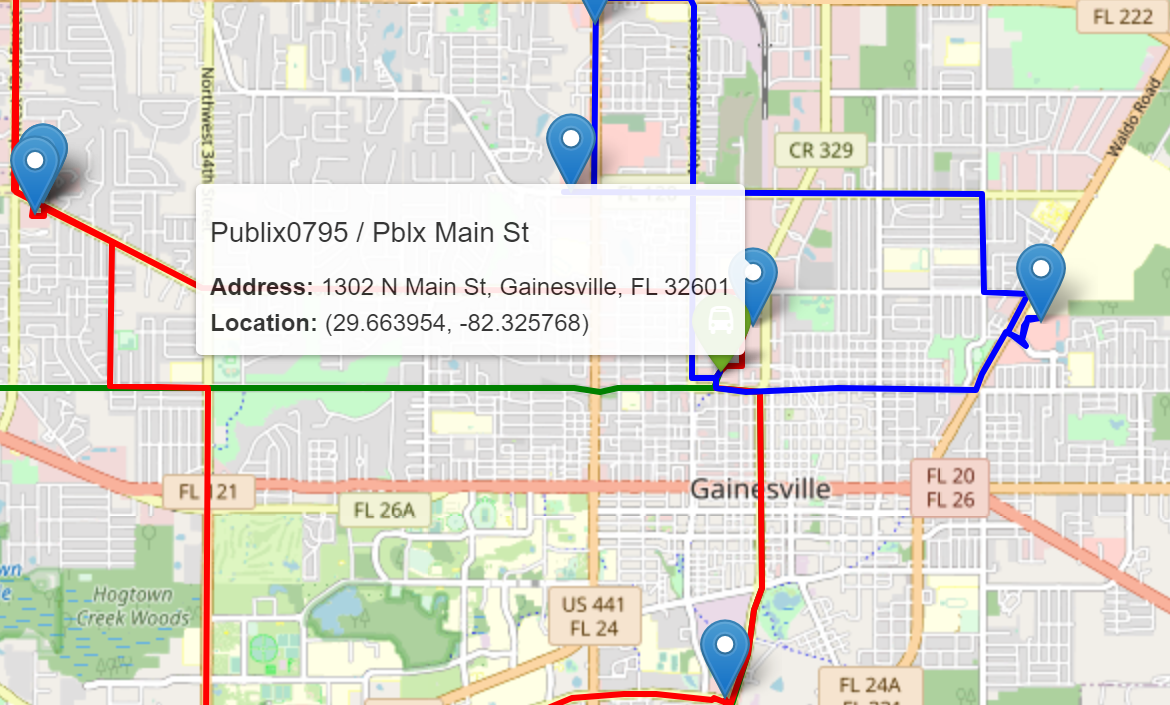 FL 222
Northwest 34th
Waldo Road
CR 329
Publix0795 / Pblx Main St
Address: 1302 N Main St, Gainesville, FL 32601
Location: (29.663954, -82.325768)
FL 121
FL 26A
Gainesville
FL 20
FL 26
Hogtown
Creek Woods
US 441
FL 24
FL 24A